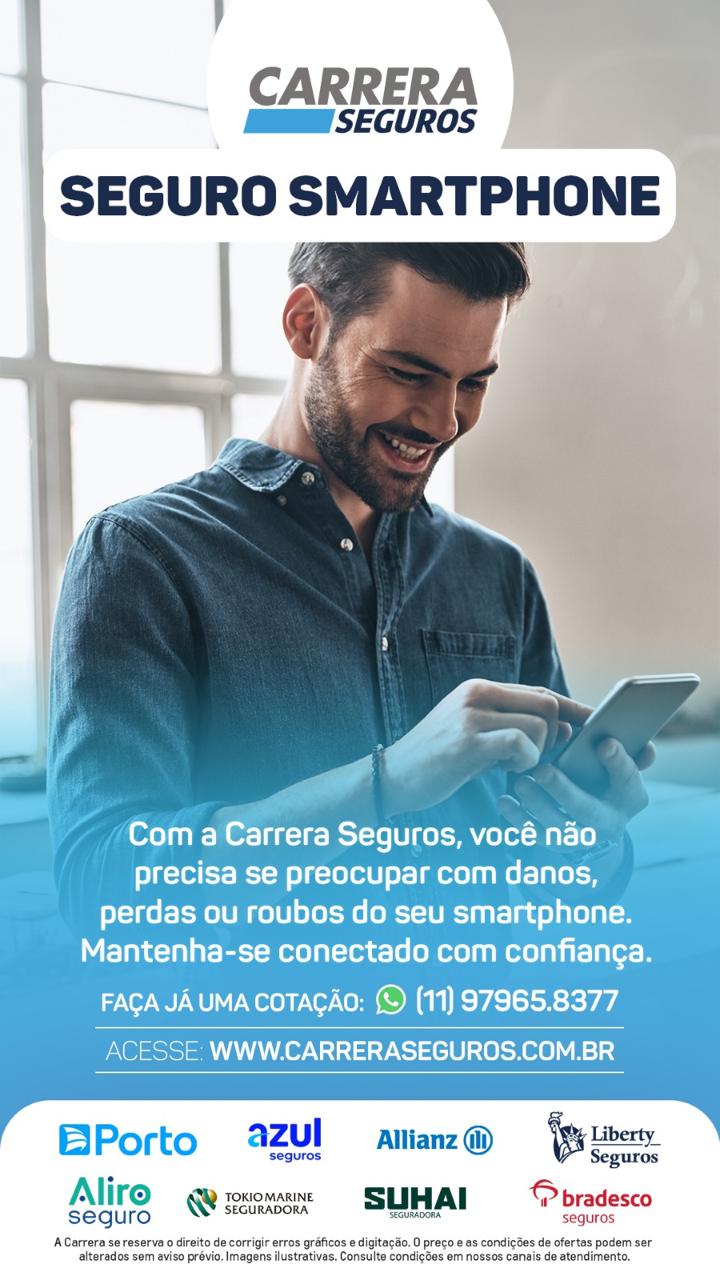 CARRERA
SEGUROS
SEGURO SMARTPHONE
Com a Carrera Seguros, você não
precisa se preocupar com danos,
perdas ou roubos do seu smartphone.
Mantenha-se conectado com confiança.
FAÇA JÁ UMA COTAÇÃO: (11) 97965.8377
ACESSE: WWW.CARRERASEGUROS.COM.BR
Porto azul seguros Allianz Liberty Seguros
Aliro seguro TOKIO MARINE SEGURADORA SUHAI SEGURADORA bradesco seguros
A Carrera se reserva o direito de corrigir erros gráficos e digitação. O preço e as condições de ofertas podem ser
alterados sem aviso prévio. Imagens ilustrativas. Consulte condições em nossos canais de atendimento.